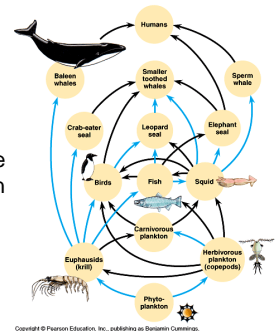 Humans
Baleen
whales
Smaller
toothed
whales
Sperm
whale
Crab-eater
seal
Leopard
seal
Elephant
seal
Birds
Fish
Squid
Carnivorous
plankton
Euphausids
(krill)
Herbivorous
plankton
(copepods)
Phyto-
plankton
Copyright © Pearson Education, Inc., publishing as Benjamin Cummings.